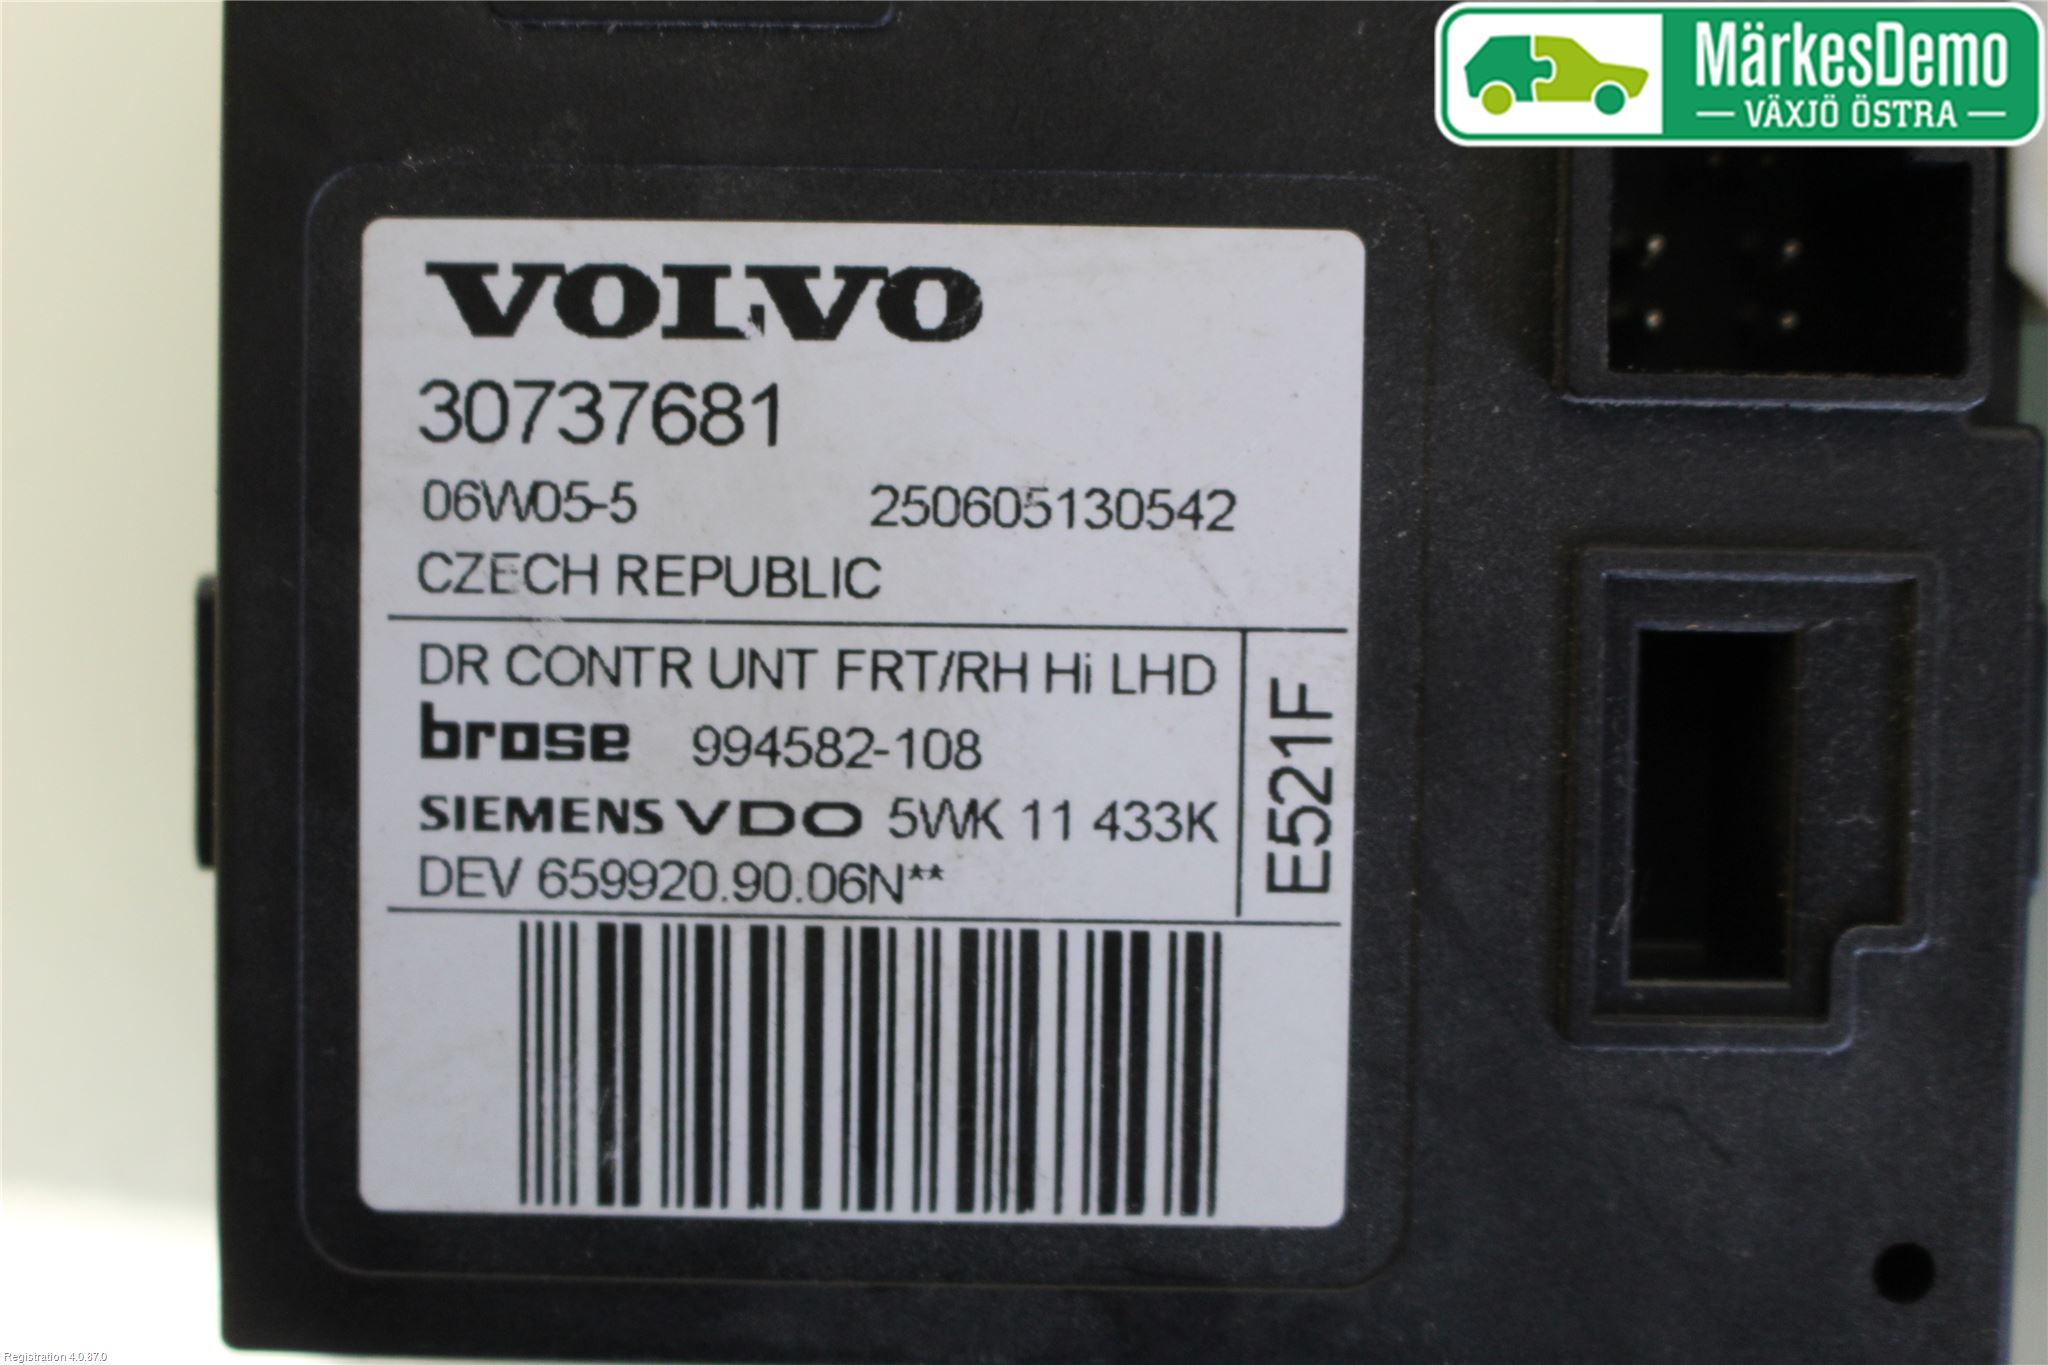 MärkesDemo
VÄXJÖ ÖSTRA
VOLVO
30737681
06W05-5 250605130542
CZECH REPUBLIC
DR CONTR UNT FRT/RH Hi LHD
brose 994582-108
SIEMENS VDO 5WK 11 433K
DEV 659920.90.06N**
E521F
Registration 4.0.87.0